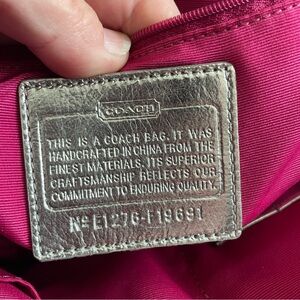 COACH
THIS IS A COACH BAG. IT WAS
HANDCRAFTED IN CHINA FROM THE
FINEST MATERIALS. ITS SUPERIOR
CRAFTSMANSHIP REFLECTS OUR
COMMITMENT TO ENDURING QUALITY.
Nº E1276-F19691